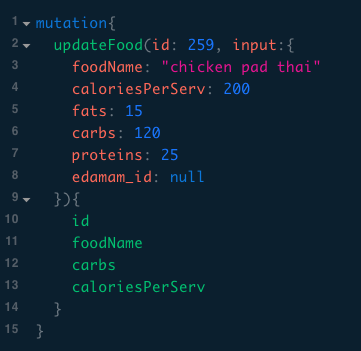 1 mutation{
2 updateFood(id: 259, input:{
3 foodName: "chicken pad thai"
4 caloriesPerServ: 200
5 fats: 15
6 carbs: 120
7 proteins: 25
8 edamam_id: null
9 }){
10 id
11 foodName
12 carbs
13 caloriesPerServ
14 }
15 }